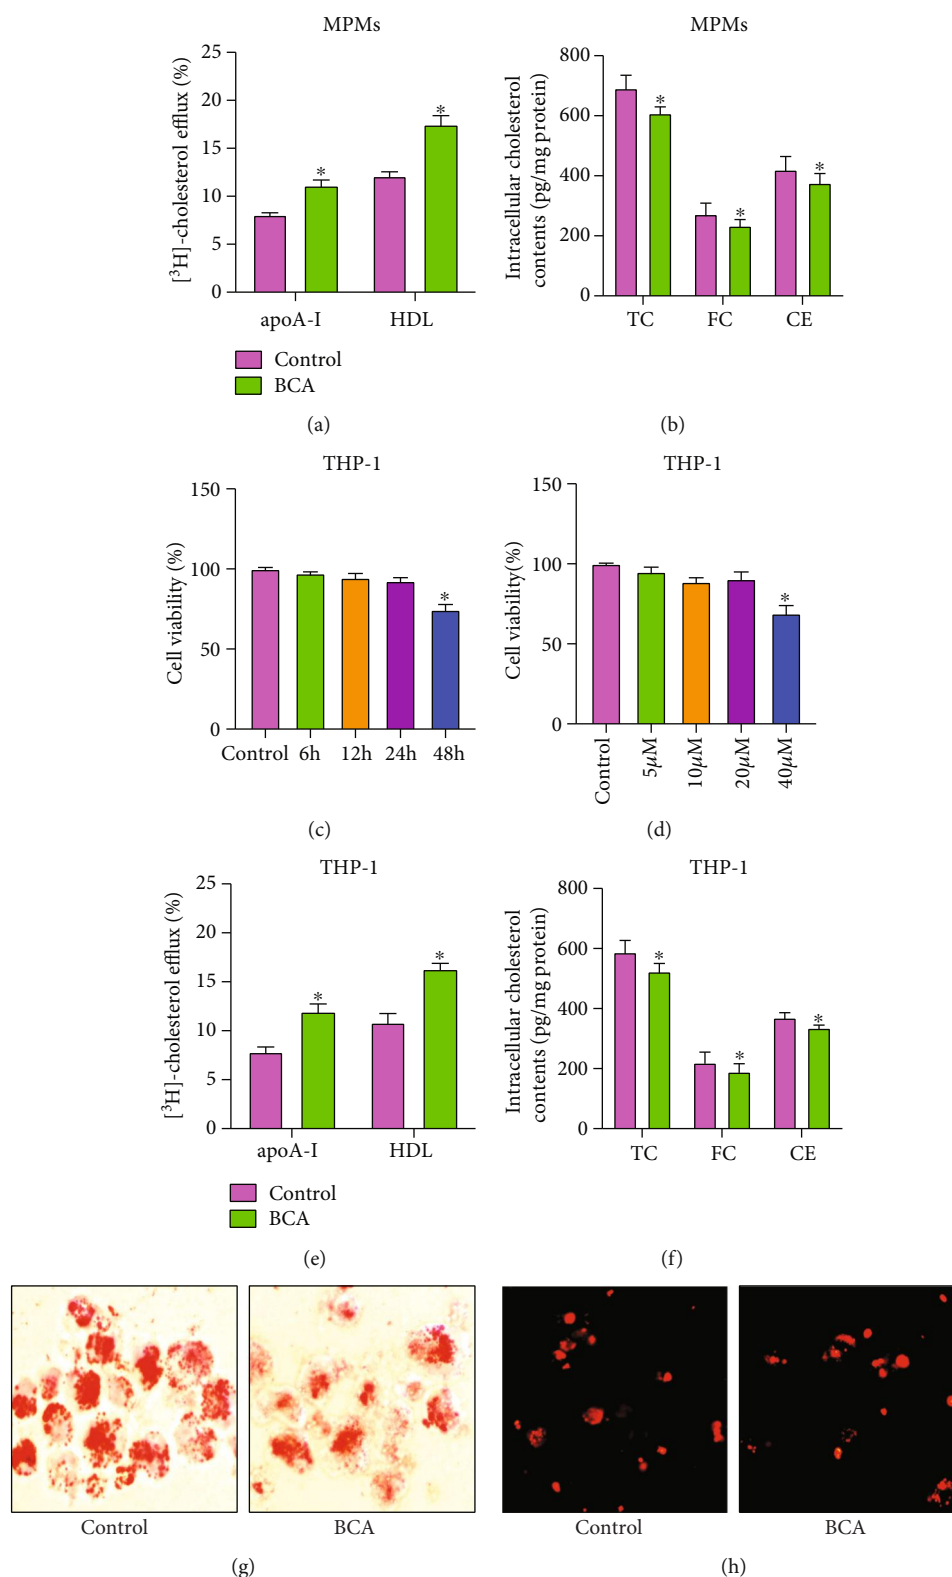 MPMs
[³H]-cholesterol efflux (%)
25
20
15
10
5
0
*
*
apoA-I HDL
Control
BCA
(a)
MPMs
Intracellular cholesterol
contents (pg/mg protein)
800
600
400
200
0
*
*
*
TC FC CE
(b)
THP-1
Cell viability (%)
150
100
50
0
*
Control 6h 12h 24h 48h
(c)
THP-1
Cell viability(%)
150
100
50
0
*
Control 5μM 10μM 20μM 40μM
(d)
THP-1
[³H]-cholesterol efflux (%)
25
20
15
10
5
0
*
*
apoA-I HDL
Control
BCA
(e)
THP-1
Intracellular cholesterol
contents (pg/mg protein)
800
600
400
200
0
*
*
*
TC FC CE
(f)
Control BCA
(g)
Control BCA
(h)